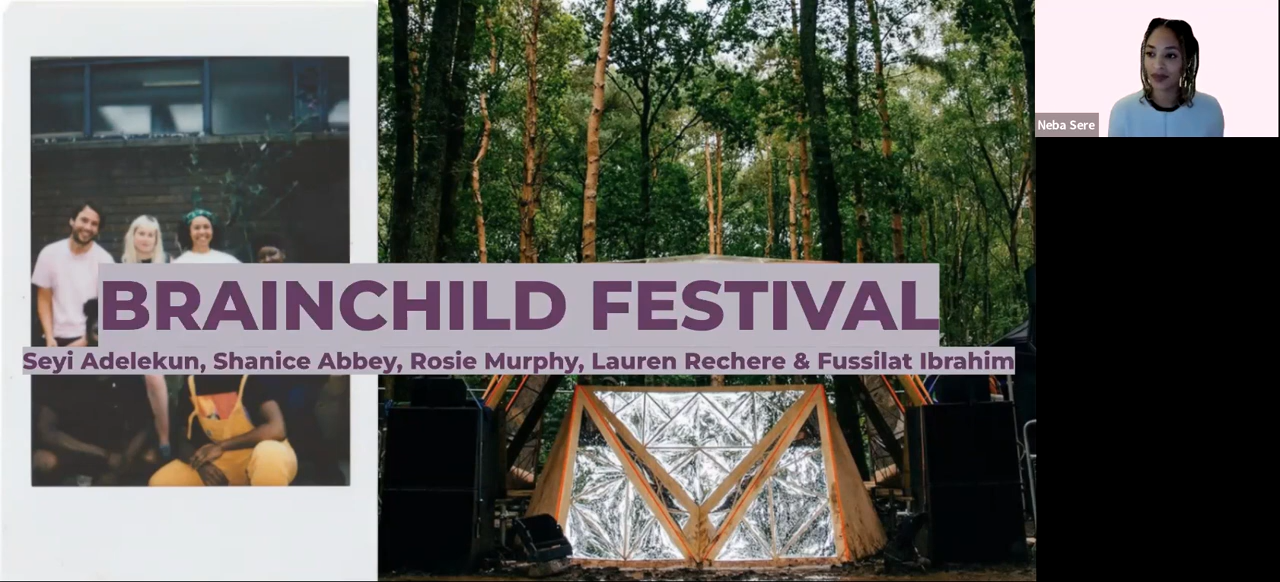 BRAINCHILD FESTIVAL
Seyi Adelekun, Shanice Abbey, Rosie Murphy, Lauren Rechere & Fussilat Ibrahim
Neba Sere